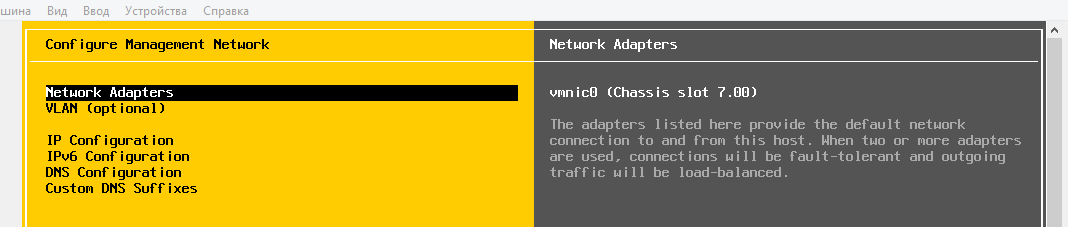 шина Вид Ввод Устройства Справка
Configure Management Network
Network Adapters
VLAN (optional)
IP Configuration
IPv6 Configuration
DNS Configuration
Custom DNS Suffixes
Network Adapters
vmnic0 (Chassis slot 7.00)
The adapters listed here provide the default network
connection to and from this host. When two or more adapters
are used, connections will be fault-tolerant and outgoing
traffic will be load-balanced.